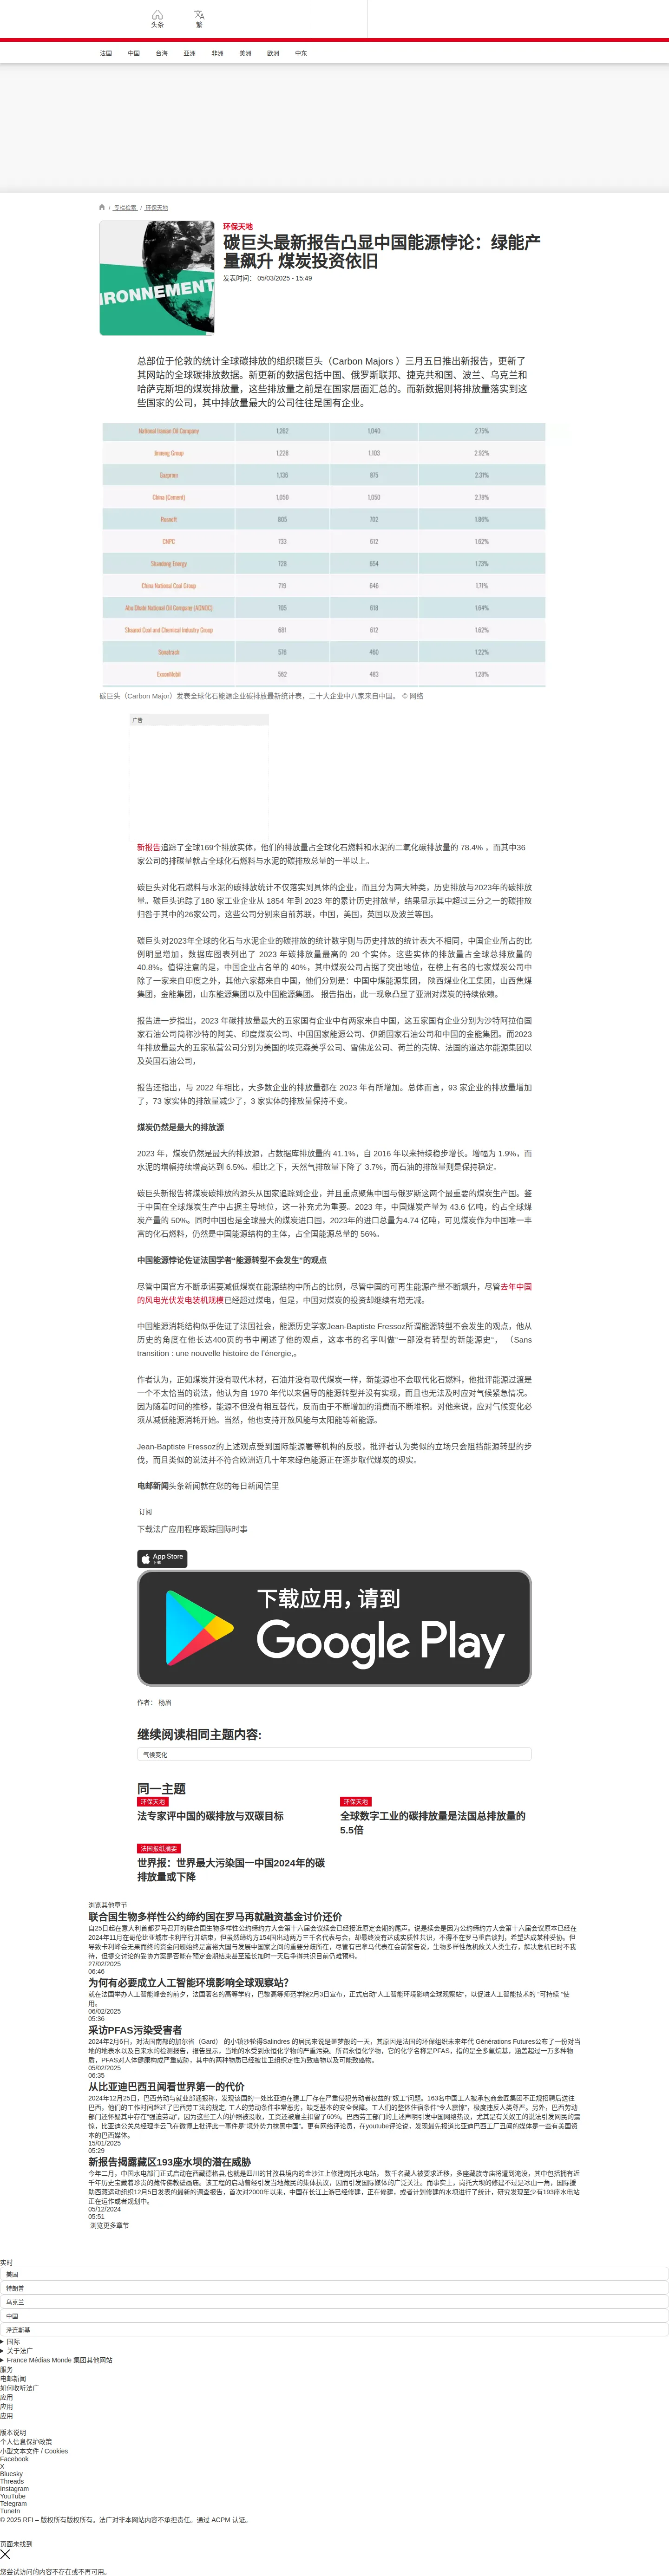 头条
繁
法国 中国 台海 亚洲 非洲 美洲 欧洲 中东
/ 专栏检索 / 环保天地
IRONNEMENT
环保天地
碳巨头最新报告凸显中国能源悖论：绿能产
量飙升 煤炭投资依旧
发表时间： 05/03/2025 - 15:49
总部位于伦敦的统计全球碳排放的组织碳巨头（Carbon Majors ）三月五日推出新报告，更新了
其网站的全球碳排放数据。新更新的数据包括中国、俄罗斯联邦、捷克共和国、波兰、乌克兰和
哈萨克斯坦的煤炭排放量，这些排放量之前是在国家层面汇总的。而新数据则将排放量落实到这
些国家的公司，其中排放量最大的公司往往是国有企业。
National Iranian Oil Company 1,262 1,040 2.75%
Jinneng Group 1,228 1,103 2.92%
Gazprom 1,136 875 2.31%
China (Cement) 1,050 1,050 2.78%
Rosneft 805 702 1.86%
CNPC 733 612 1.62%
Shandong Energy 728 654 1.73%
China National Coal Group 719 646 1.71%
Abu Dhabi National Oil Company (ADNOC) 705 618 1.64%
Shaanxi Coal and Chemical Industry Group 681 612 1.62%
Sonatrach 576 460 1.22%
ExxonMobil 562 483 1.28%
碳巨头（Carbon Major）发表全球化石能源企业碳排放最新统计表，二十大企业中八家来自中国。 © 网络
广告
新报告追踪了全球169个排放实体，他们的排放量占全球化石燃料和水泥的二氧化碳排放量的 78.4% ，而其中36
家公司的排碳量就占全球化石燃料与水泥的碳排放总量的一半以上。
碳巨头对化石燃料与水泥的碳排放统计不仅落实到具体的企业，而且分为两大种类，历史排放与2023年的碳排放
量。碳巨头追踪了180 家工业企业从 1854 年到 2023 年的累计历史排放量，结果显示其中超过三分之一的碳排放
归咎于其中的26家公司，这些公司分别来自前苏联，中国，美国，英国以及波兰等国。
碳巨头对2023年全球的化石与水泥企业的碳排放的统计数字则与历史排放的统计表大不相同，中国企业所占的比
例明显增加，数据库图表列出了 2023 年碳排放量最高的 20 个实体。这些实体的排放量占全球总排放量的
40.8%。值得注意的是，中国企业占名单的 40%，其中煤炭公司占据了突出地位，在榜上有名的七家煤炭公司中
除了一家来自印度之外，其他六家都来自中国，他们分别是：中国中煤能源集团， 陕西煤业化工集团，山西焦煤
集团，金能集团，山东能源集团以及中国能源集团。 报告指出，此一现象凸显了亚洲对煤炭的持续依赖。
报告进一步指出，2023 年碳排放量最大的五家国有企业中有两家来自中国，这五家国有企业分别为沙特阿拉伯国
家石油公司简称沙特的阿美、印度煤炭公司、中国国家能源公司、伊朗国家石油公司和中国的金能集团。而2023
年排放量最大的五家私营公司分别为美国的埃克森美孚公司、雪佛龙公司、荷兰的壳牌、法国的道达尔能源集团以
及英国石油公司，
报告还指出，与 2022 年相比，大多数企业的排放量都在 2023 年有所增加。总体而言，93 家企业的排放量增加
了，73 家实体的排放量减少了，3 家实体的排放量保持不变。
煤炭仍然是最大的排放源
2023 年，煤炭仍然是最大的排放源，占数据库排放量的 41.1%，自 2016 年以来持续稳步增长。增幅为 1.9%，而
水泥的增幅持续增高达到 6.5%。相比之下，天然气排放量下降了 3.7%，而石油的排放量则是保持稳定。
碳巨头新报告将煤炭碳排放的源头从国家追踪到企业，并且重点聚焦中国与俄罗斯这两个最重要的煤炭生产国。鉴
于中国在全球煤炭生产中占据主导地位，这一补充尤为重要。2023 年，中国煤炭产量为 43.6 亿吨，约占全球煤
炭产量的 50%。同时中国也是全球最大的煤炭进口国，2023年的进口总量为4.74 亿吨，可见煤炭作为中国唯一丰
富的化石燃料，仍然是中国能源结构的主体，占全国能源总量的 56%。
中国能源悖论佐证法国学者“能源转型不会发生”的观点
尽管中国官方不断承诺要减低煤炭在能源结构中所占的比例，尽管中国的可再生能源产量不断飙升，尽管去年中国
的风电光伏发电装机规模已经超过煤电，但是，中国对煤炭的投资却继续有增无减。
中国能源消耗结构似乎佐证了法国社会，能源历史学家Jean-Baptiste Fressoz所谓能源转型不会发生的观点，他从
历史的角度在他长达400页的书中阐述了他的观点，这本书的名字叫做"一部没有转型的新能源史"， （Sans
transition : une nouvelle histoire de l’énergie,。
作者认为，正如煤炭并没有取代木材，石油并没有取代煤炭一样，新能源也不会取代化石燃料，他批评能源过渡是
一个不太恰当的说法，他认为自 1970 年代以来倡导的能源转型并没有实现，而且也无法及时应对气候紧急情况。
因为随着时间的推移，能源不但没有相互替代，反而由于不断增加的消费而不断堆积。对他来说，应对气候变化必
须从减低能源消耗开始。当然，他也支持开放风能与太阳能等新能源。
Jean-Baptiste Fressoz的上述观点受到国际能源署等机构的反驳，批评者认为类似的立场只会阻挡能源转型的步
伐，而且类似的说法并不符合欧洲近几十年来绿色能源正在逐步取代煤炭的现实。
电邮新闻头条新闻就在您的每日新闻信里
订阅
下载法广应用程序跟踪国际时事
App Store
下载
下载应用，请到
Google Play
作者： 杨眉
继续阅读相同主题内容:
气候变化
同一主题
环保天地
法专家评中国的碳排放与双碳目标
环保天地
全球数字工业的碳排放量是法国总排放量的
5.5倍
法国报纸摘要
世界报：世界最大污染国一中国2024年的碳
排放量或下降
浏览其他章节
联合国生物多样性公约缔约国在罗马再就融资基金讨价还价
自25日起在意大利首都罗马召开的联合国生物多样性公约缔约方大会第十六届会议续会已经接近原定会期的尾声。说是续会是因为公约缔约方大会第十六届会议原本已经在
2024年11月在哥伦比亚城市卡利举行并结束，但虽然缔约方154国出动两万三千名代表与会，却最终没有达成实质性共识，不得不在罗马重启谈判，希望达成某种妥协。但
导致卡利峰会无果而终的资金问题始终是富裕大国与发展中国家之间的重要分歧所在，尽管有巴拿马代表在会前警告说，生物多样性危机攸关人类生存，解决危机已时不我
待，但提交讨论的妥协方案是否能在预定会期结束甚至延长加时一天后争得共识目前仍难预料。
27/02/2025
06:46
为何有必要成立人工智能环境影响全球观察站？
就在法国举办人工智能峰会的前夕，法国著名的高等学府，巴黎高等师范学院2月3日宣布，正式启动“人工智能环境影响全球观察站”，以促进人工智能技术的 “可持续 ”使
用。
06/02/2025
05:36
采访PFAS污染受害者
2024年2月6日，对法国南部的加尔省（Gard） 的小镇沙轮得Salindres 的居民来说是噩梦般的一天，其原因是法国的环保组织未来年代 Générations Futures公布了一份对当
地的地表水以及自来水的检测报告，报告显示，当地的水受到永恒化学物的严重污染。所谓永恒化学物，它的化学名称是PFAS，指的是全多氟烷基，涵盖超过一万多种物
质，PFAS对人体健康构成严重威胁，其中的两种物质已经被世卫组织定性为致癌物以及可能致癌物。
05/02/2025
06:35
从比亚迪巴西丑闻看世界第一的代价
2024年12月25日，巴西劳动与就业部通报称，发现该国的一处比亚迪在建工厂存在严重侵犯劳动者权益的“奴工”问题。163名中国工人被承包商金匠集团不正规招聘后送往
巴西，他们的工作时间超过了巴西劳工法的规定, 工人的劳动条件非常恶劣，缺乏基本的安全保障。工人们的整体住宿条件“令人震惊”，极度违反人类尊严。另外，巴西劳动
部门还怀疑其中存在“强迫劳动”，因为这些工人的护照被没收，工资还被雇主扣留了60%。巴西劳工部门的上述声明引发中国网络热议，尤其是有关奴工的说法引发网民的震
惊，比亚迪公关总经理李云飞在微博上批评此一事件是“境外势力抹黑中国”。更有网络评论员，在youtube评论说，发现最先报道比亚迪巴西工厂丑闻的媒体是一些有美国资
本的巴西媒体。
15/01/2025
05:29
新报告揭露藏区193座水坝的潜在威胁
今年二月，中国水电部门正式启动在西藏德格县,也就是四川的甘孜县境内的金沙江上修建岗托水电站， 数千名藏人被要求迁移，多座藏族寺庙将遭到淹没，其中包括拥有近
千年历史宝藏着珍贵的藏传佛教壁画庙。该工程的启动曾经引发当地藏民的集体抗议，因而引发国际媒体的广泛关注。而事实上，岗托大坝的修建不过是冰山一角，国际援
助西藏运动组织12月5日发表的最新的调查报告，首次对2000年以来，中国在长江上游已经修建，正在修建，或者计划修建的水坝进行了统计，研究发现至少有193座水电站
正在运作或者规划中。
05/12/2024
05:51
浏览更多章节
实时
美国
特朗普
乌克兰
中国
泽连斯基
国际
关于法广
France Médias Monde 集团其他网站
服务
电邮新闻
如何收听法广
应用
应用
应用
版本说明
个人信息保护政策
小型文本文件 / Cookies
Facebook
X
Bluesky
Threads
Instagram
YouTube
Telegram
TuneIn
© 2025 RFI – 版权所有版权所有。法广对非本网站内容不承担责任。通过 ACPM 认证。
页面未找到
您尝试访问的内容不存在或不再可用。